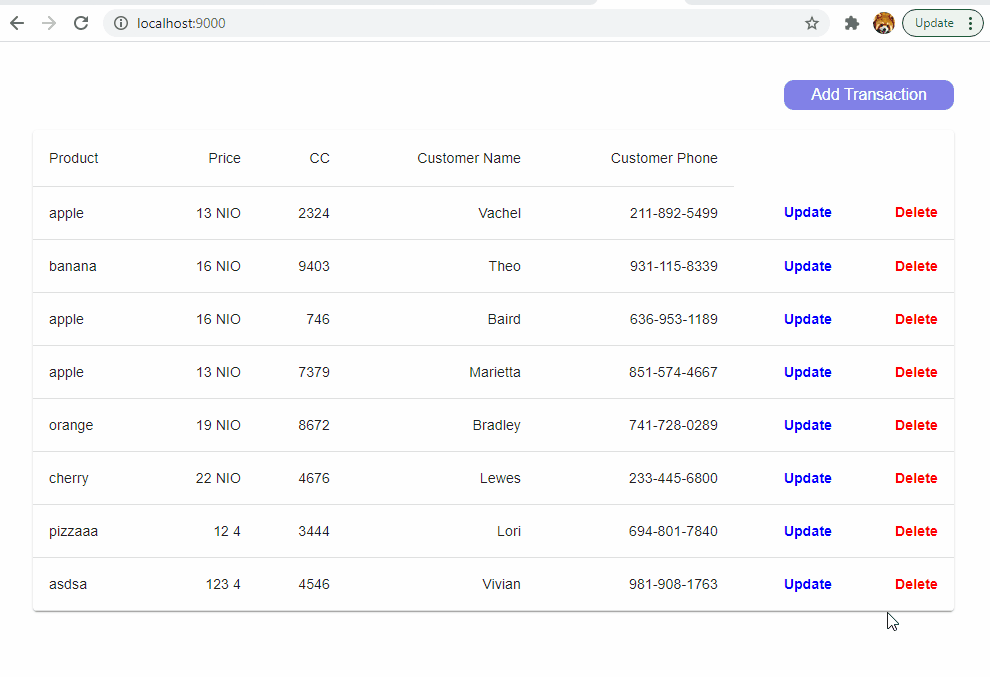 localhost:9000 Update
Add Transaction
Product Price CC Customer Name Customer Phone
apple 13 NIO 2324 Vachel 211-892-5499 Update Delete
banana 16 NIO 9403 Theo 931-115-8339 Update Delete
apple 16 NIO 746 Baird 636-953-1189 Update Delete
apple 13 NIO 7379 Marietta 851-574-4667 Update Delete
orange 19 NIO 8672 Bradley 741-728-0289 Update Delete
cherry 22 NIO 4676 Lewes 233-445-6800 Update Delete
pizzaaa 12 4 3444 Lori 694-801-7840 Update Delete
asdsa 123 4 4546 Vivian 981-908-1763 Update Delete